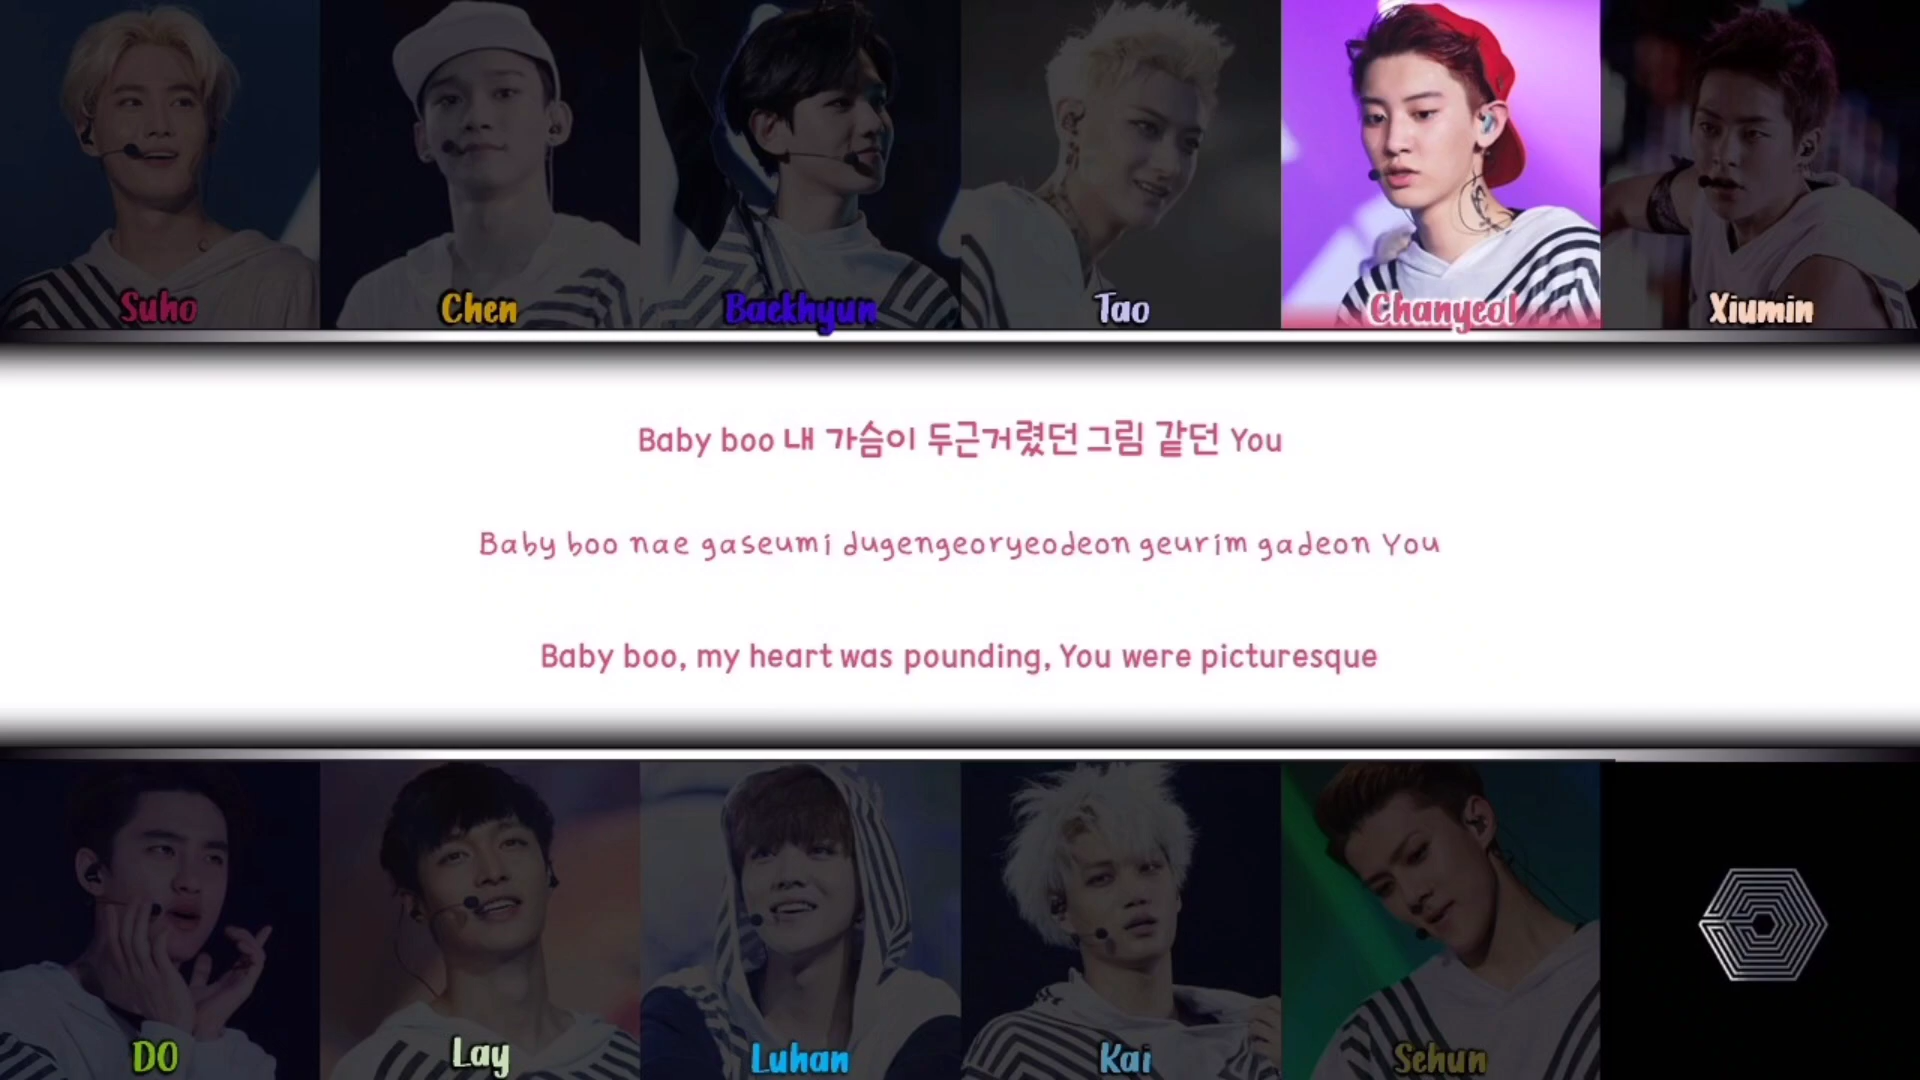 Suho Chen Baekhyun Tao Chanyeol Xiumin
Baby boo 내 가슴이 두근거렸던 그림 같던 You
Baby boo nae gaseumi dugengeoryeodeon geurim gadeon You
Baby boo, my heart was pounding, You were picturesque
DO Lay Luhan Kai Sehun